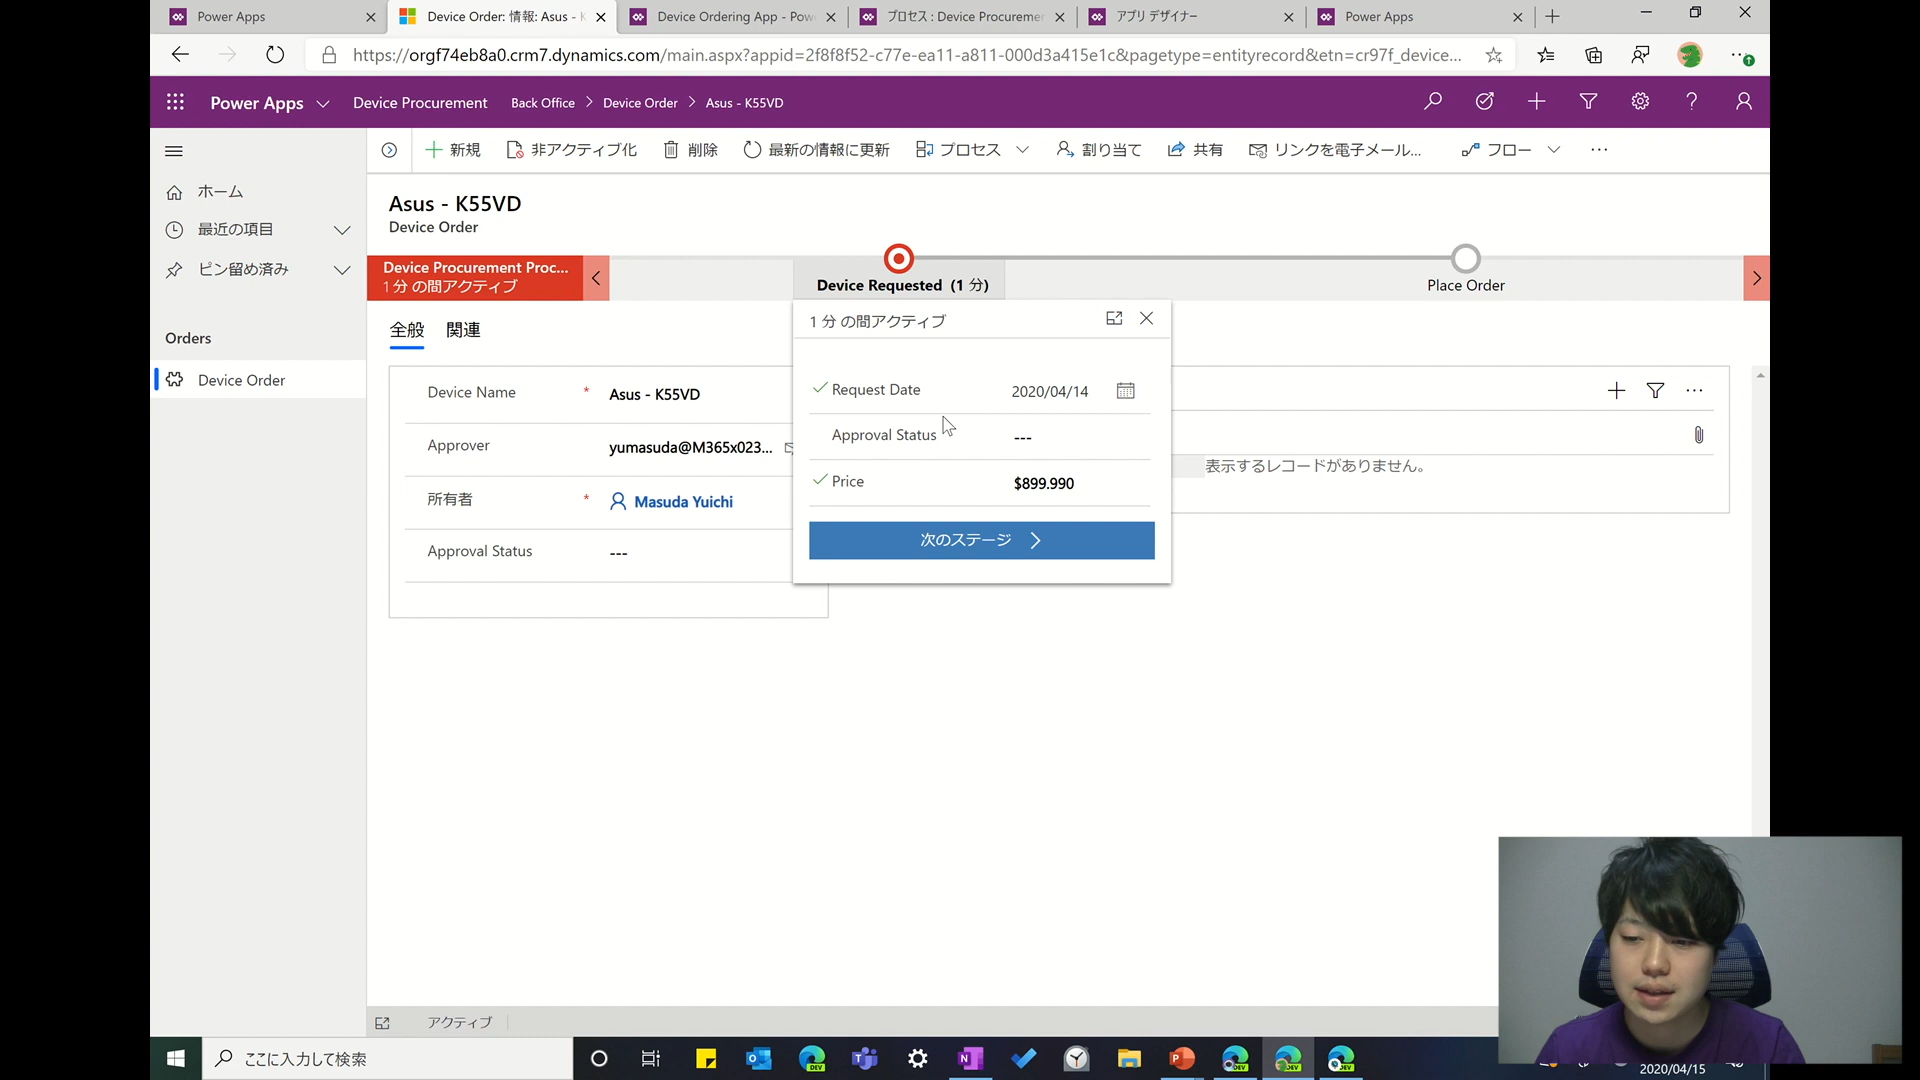 Power Apps
Device Order: 情報: Asus - K
Device Ordering App - Pow
プロセス : Device Procuremen
アプリ デザイナー
Power Apps
https://orgf74eb8a0.crm7.dynamics.com/main.aspx?appid=2f8f8f52-c77e-ea11-a811-000d3a415e1c&pagetype=entityrecord&etn=cr97f_device...
Power Apps
Device Procurement
Back Office > Device Order > Asus - K55VD
新規
非アクティブ化
削除
最新の情報に更新
プロセス
割り当て
共有
リンクを電子メール...
フロー
ホーム
最近の項目
ピン留め済み
Orders
Device Order
Asus - K55VD
Device Order
Device Procurement Proc...
1 分 の間アクティブ
Device Requested (1 分)
Place Order
全般
関連
Device Name * Asus - K55VD
Approver yumasuda@M365x023...
所有者 * Masuda Yuichi
Approval Status ---
1 分 の間アクティブ
Request Date 2020/04/14
Approval Status ---
Price $899.990
次のステージ
表示するレコードがありません。
アクティブ
ここに入力して検索
DEV
DEV
DEV
2020/04/15